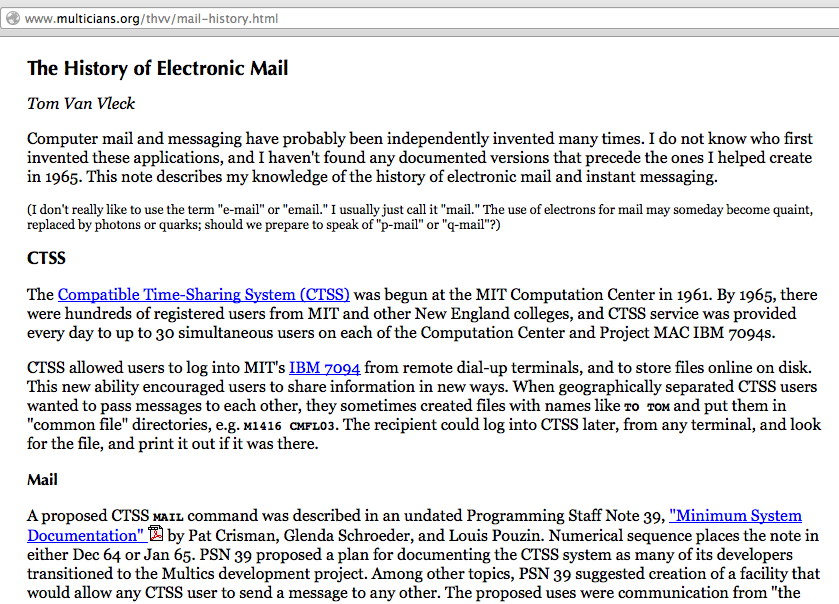 www.multicians.org/thvv/mail-history.html
The History of Electronic Mail
Tom Van Vleck
Computer mail and messaging have probably been independently invented many times. I do not know who first
invented these applications, and I haven't found any documented versions that precede the ones I helped create
in 1965. This note describes my knowledge of the history of electronic mail and instant messaging.
(I don't really like to use the term "e-mail" or "email." I usually just call it "mail." The use of electrons for mail may someday become quaint,
replaced by photons or quarks; should we prepare to speak of "p-mail" or "q-mail"?)
CTSS
The Compatible Time-Sharing System (CTSS) was begun at the MIT Computation Center in 1961. By 1965, there
were hundreds of registered users from MIT and other New England colleges, and CTSS service was provided
every day to up to 30 simultaneous users on each of the Computation Center and Project MAC IBM 7094s.
CTSS allowed users to log into MIT's IBM 7094 from remote dial-up terminals, and to store files online on disk.
This new ability encouraged users to share information in new ways. When geographically separated CTSS users
wanted to pass messages to each other, they sometimes created files with names like TO TOM and put them in
"common file" directories, e.g. M1416 CMFL03. The recipient could log into CTSS later, from any terminal, and look
for the file, and print it out if it was there.
Mail
A proposed CTSS MAIL command was described in an undated Programming Staff Note 39, "Minimum System
Documentation" by Pat Crisman, Glenda Schroeder, and Louis Pouzin. Numerical sequence places the note in
either Dec 64 or Jan 65. PSN 39 proposed a plan for documenting the CTSS system as many of its developers
transitioned to the Multics development project. Among other topics, PSN 39 suggested creation of a facility that
would allow any CTSS user to send a message to any other. The proposed uses were communication from "the